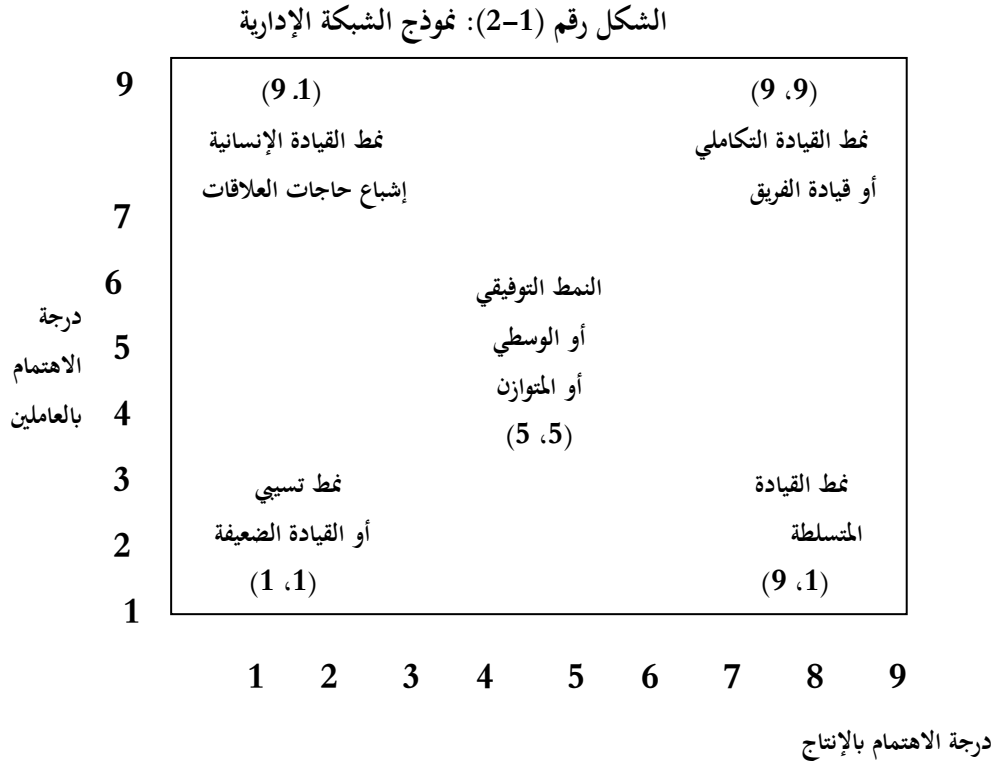 الشكل رقم (1-2): نموذج الشبكة الإدارية
9
(9 .1)
نمط القيادة الإنسانية
إشباع حاجات العلاقات
(9 ،9)
نمط القيادة التكاملي
أو قيادة الفريق
7
6
5
4
3
2
1
درجة
الاهتمام
بالعاملين
النمط التوفيقي
أو الوسطي
أو المتوازن
(5 ،5)
نمط تسيبي
أو القيادة الضعيفة
(1 ،1)
نمط القيادة
المتسلطة
(9 ،1)
1 2 3 4 5 6 7 8 9
درجة الاهتمام بالإنتاج